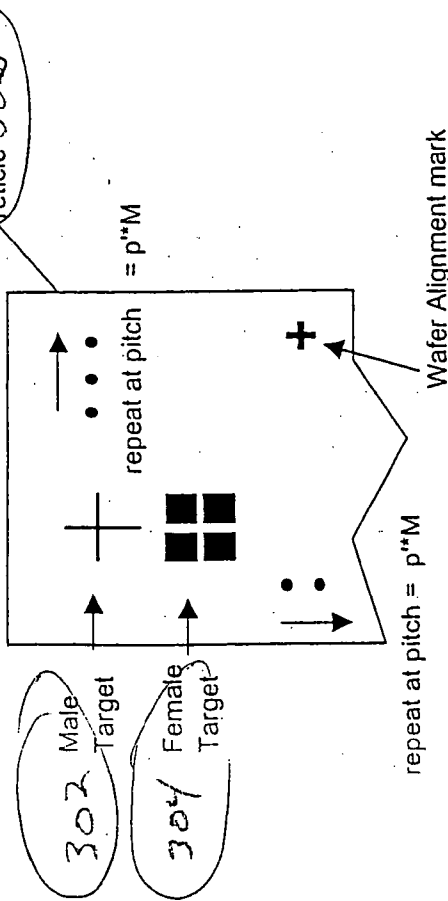 repeat at pitch = p'*M
302
Male
Target
304
Female
Target
repeat at pitch = p'*M
Wafer Alignment mark